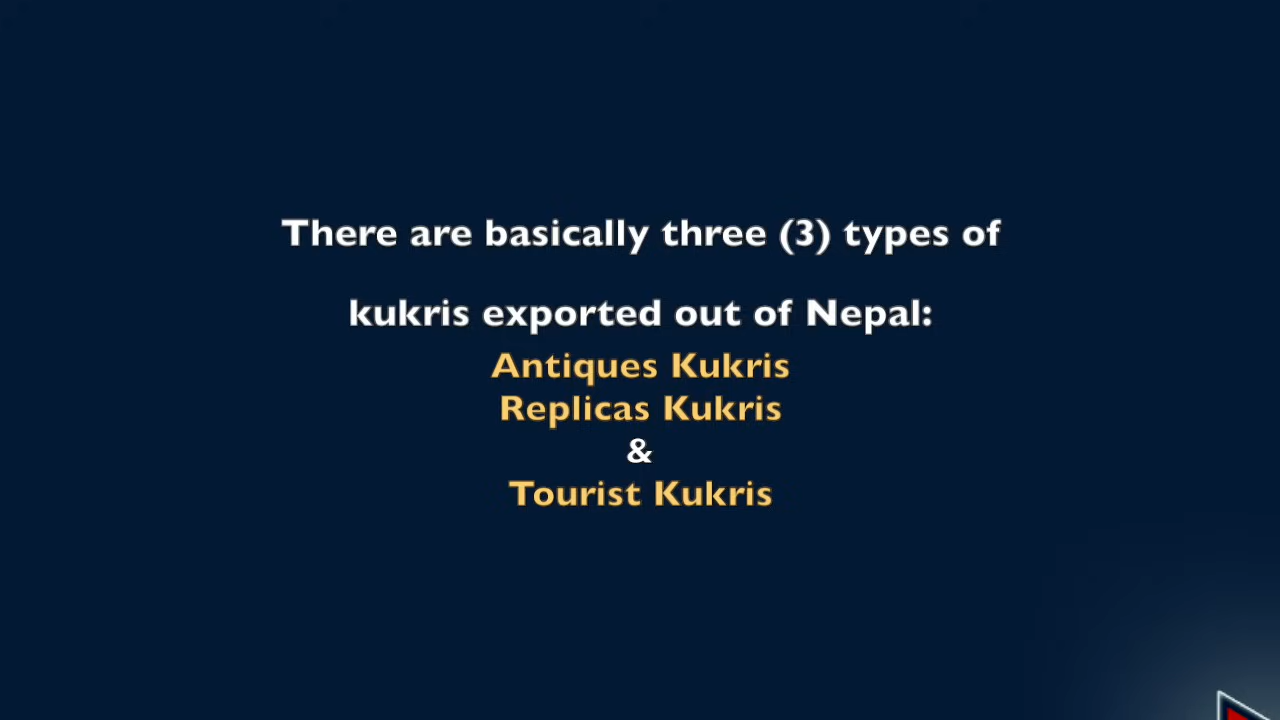 There are basically three (3) types of
kukris exported out of Nepal:
Antiques Kukris
Replicas Kukris
&
Tourist Kukris